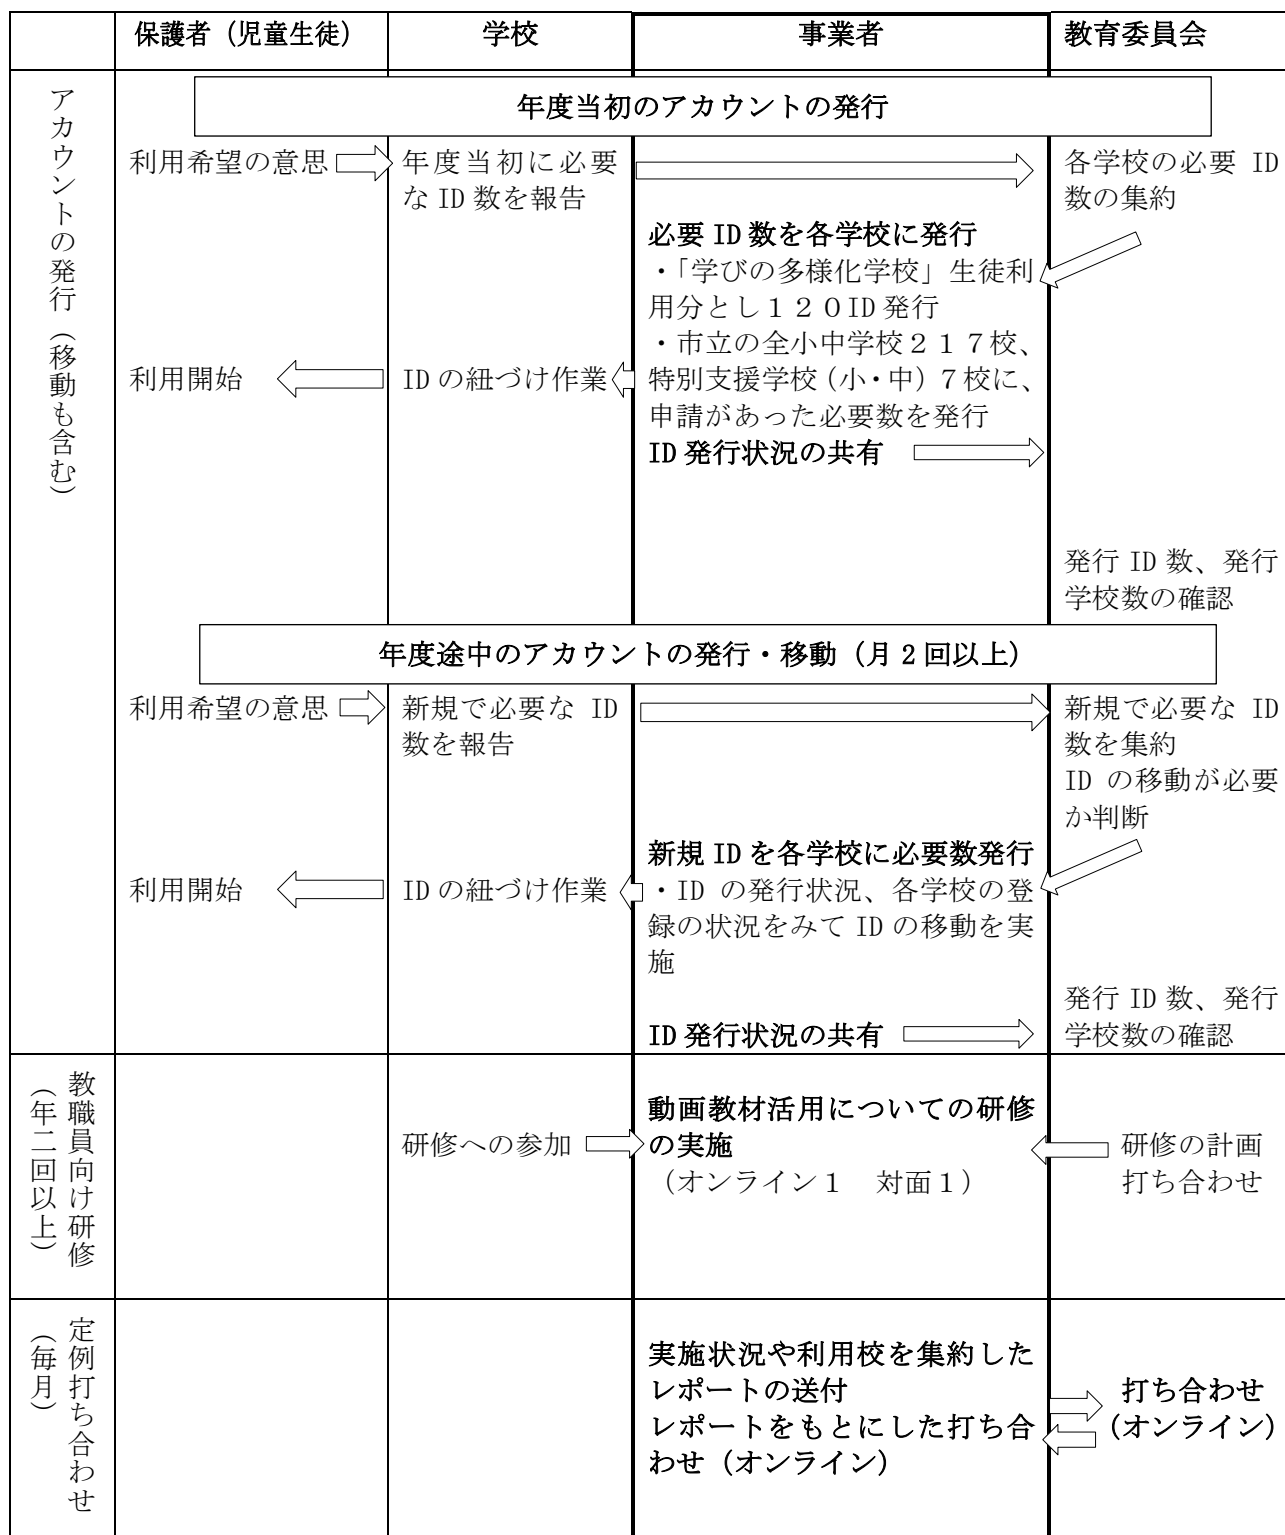 保護者（児童生徒）
学校
事業者
教育委員会
アカウントの発行（移動も含む）
年度当初のアカウントの発行
利用希望の意思
年度当初に必要
な ID 数を報告
各学校の必要 ID
数の集約
必要 ID 数を各学校に発行
・「学びの多様化学校」生徒利
用分とし１２０ID 発行
・市立の全小中学校２１７校、
特別支援学校（小・中）７校に、
申請があった必要数を発行
利用開始
ID の紐づけ作業
ID 発行状況の共有
発行 ID 数、発行
学校数の確認
年度途中のアカウントの発行・移動（月 2 回以上）
利用希望の意思
新規で必要な ID
数を報告
新規で必要な ID
数を集約
ID の移動が必要
か判断
新規 ID を各学校に必要数発行
・ID の発行状況、各学校の登
録の状況をみて ID の移動を実
施
利用開始
ID の紐づけ作業
ID 発行状況の共有
発行 ID 数、発行
学校数の確認
教職員向け研修
（年二回以上）
研修への参加
動画教材活用についての研修
の実施
（オンライン１　対面１）
研修の計画
打ち合わせ
定例打ち合わせ
（毎月）
実施状況や利用校を集約した
レポートの送付
レポートをもとにした打ち合
わせ（オンライン）
打ち合わせ
（オンライン）